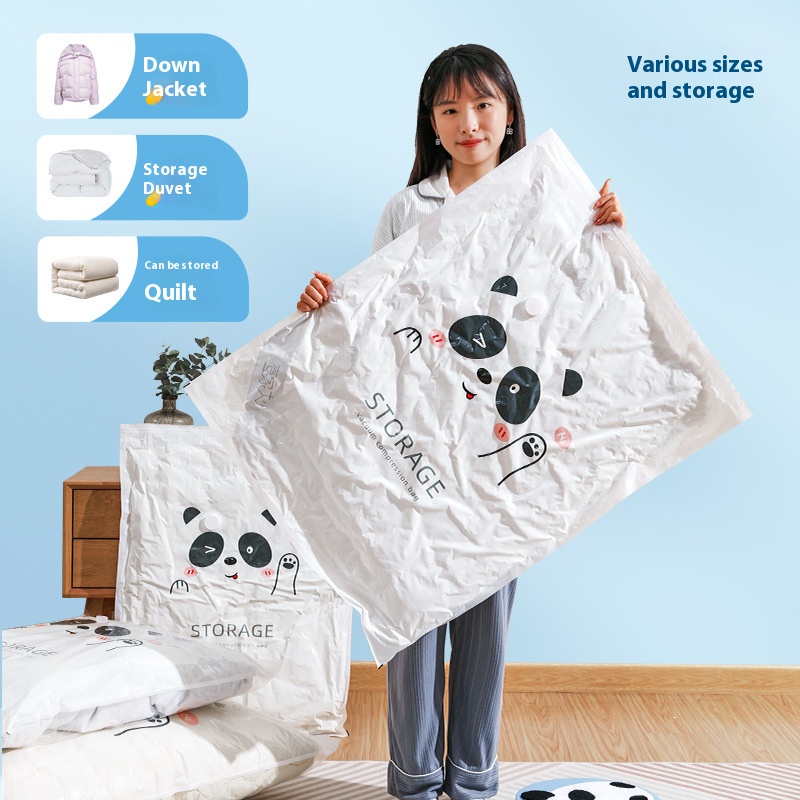 Down
Jacket
Storage
Duvet
Can be stored
Quilt
Various sizes
and storage
STORAGE
vacuum compression bag
STORAGE
compression bag
STORAGE